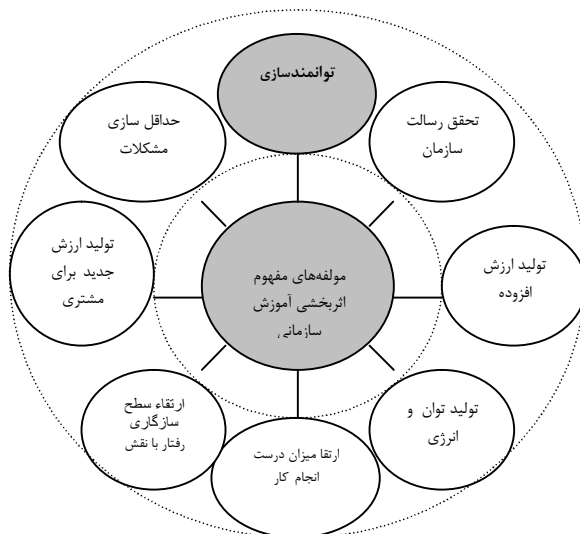 توانمندسازی
تحقق رسالت
سازمان
تولید ارزش
افزوده
تولید توان و
انرژی
ارتقا میزان درست
انجام کار
ارتقاء سطح
سازگاری
رفتار با نقش
تولید ارزش
جدید برای
مشتری
حداقل سازی
مشکلات
مولفه‌های مفهوم
اثربخشی آموزش
سازمانی